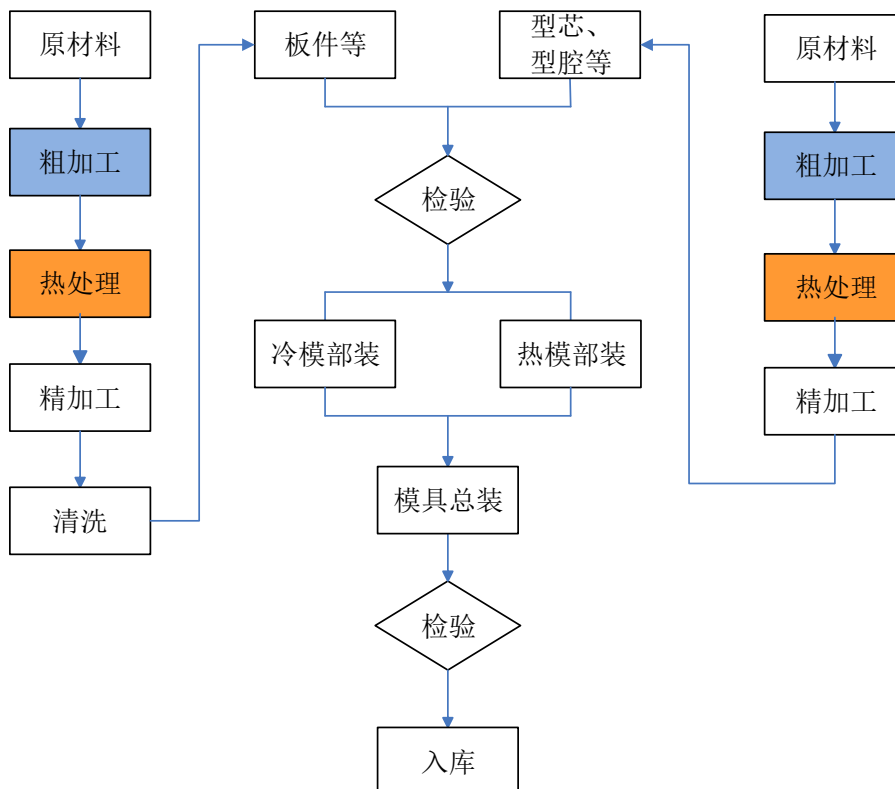 原材料
粗加工
热处理
精加工
清洗
板件等
型芯、
型腔等
检验
冷模部装
热模部装
模具总装
检验
入库
原材料
粗加工
热处理
精加工